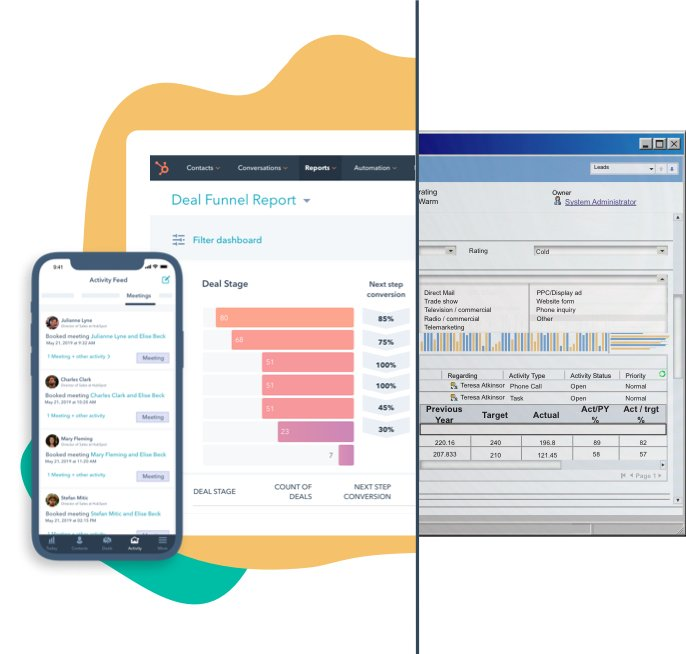 Contacts
Conversations
Reports
Automation
Deal Funnel Report
Filter dashboard
Deal Stage
Next step
conversion
80
85%
68
75%
51
100%
51
100%
51
45%
23
30%
7
DEAL STAGE
COUNT OF
DEALS
NEXT STEP
CONVERSION
9:41
Activity Feed
Meetings
Julianne Lyne
Director of Sales at HubSpot
Booked meeting Julianne Lyne and Elise Beck
May 21, 2019 at 9:32 AM
1 Meeting + other activity
Meeting
Charles Clark
Director of Sales at HubSpot
Booked meeting Charles Clark and Elise Beck
May 21, 2019 at 10:26 AM
1 Meeting + other activity
Meeting
Mary Fleming
Director of Sales at HubSpot
Booked meeting Mary Fleming and Elise Beck
May 21, 2019 at 11:20 AM
1 Meeting + other activity
Meeting
Stefan Mitic
Director of Sales at HubSpot
Booked meeting Stefan Mitic and Elise Beck
May 21, 2019 at 02:15 PM
1 Meeting + other activity
Meeting
Today
Contacts
Deals
Activity
More
Leads
rating
Warm
Owner
System Administrator
Rating
Cold
Direct Mail
Trade show
Television / commercial
Radio / commercial
Telemarketing
PPC/Display ad
Website form
Phone inquiry
Other
Regarding Activity Type Activity Status Priority
Teresa Atkinsor Phone Call Open Normal
Teresa Atkinsor Task Open Normal
Previous
Year
Target
Actual
Act/PY
%
Act / trgt
%
220.16 240 196.8 89 82
207.833 210 121.45 58 57
Page 1